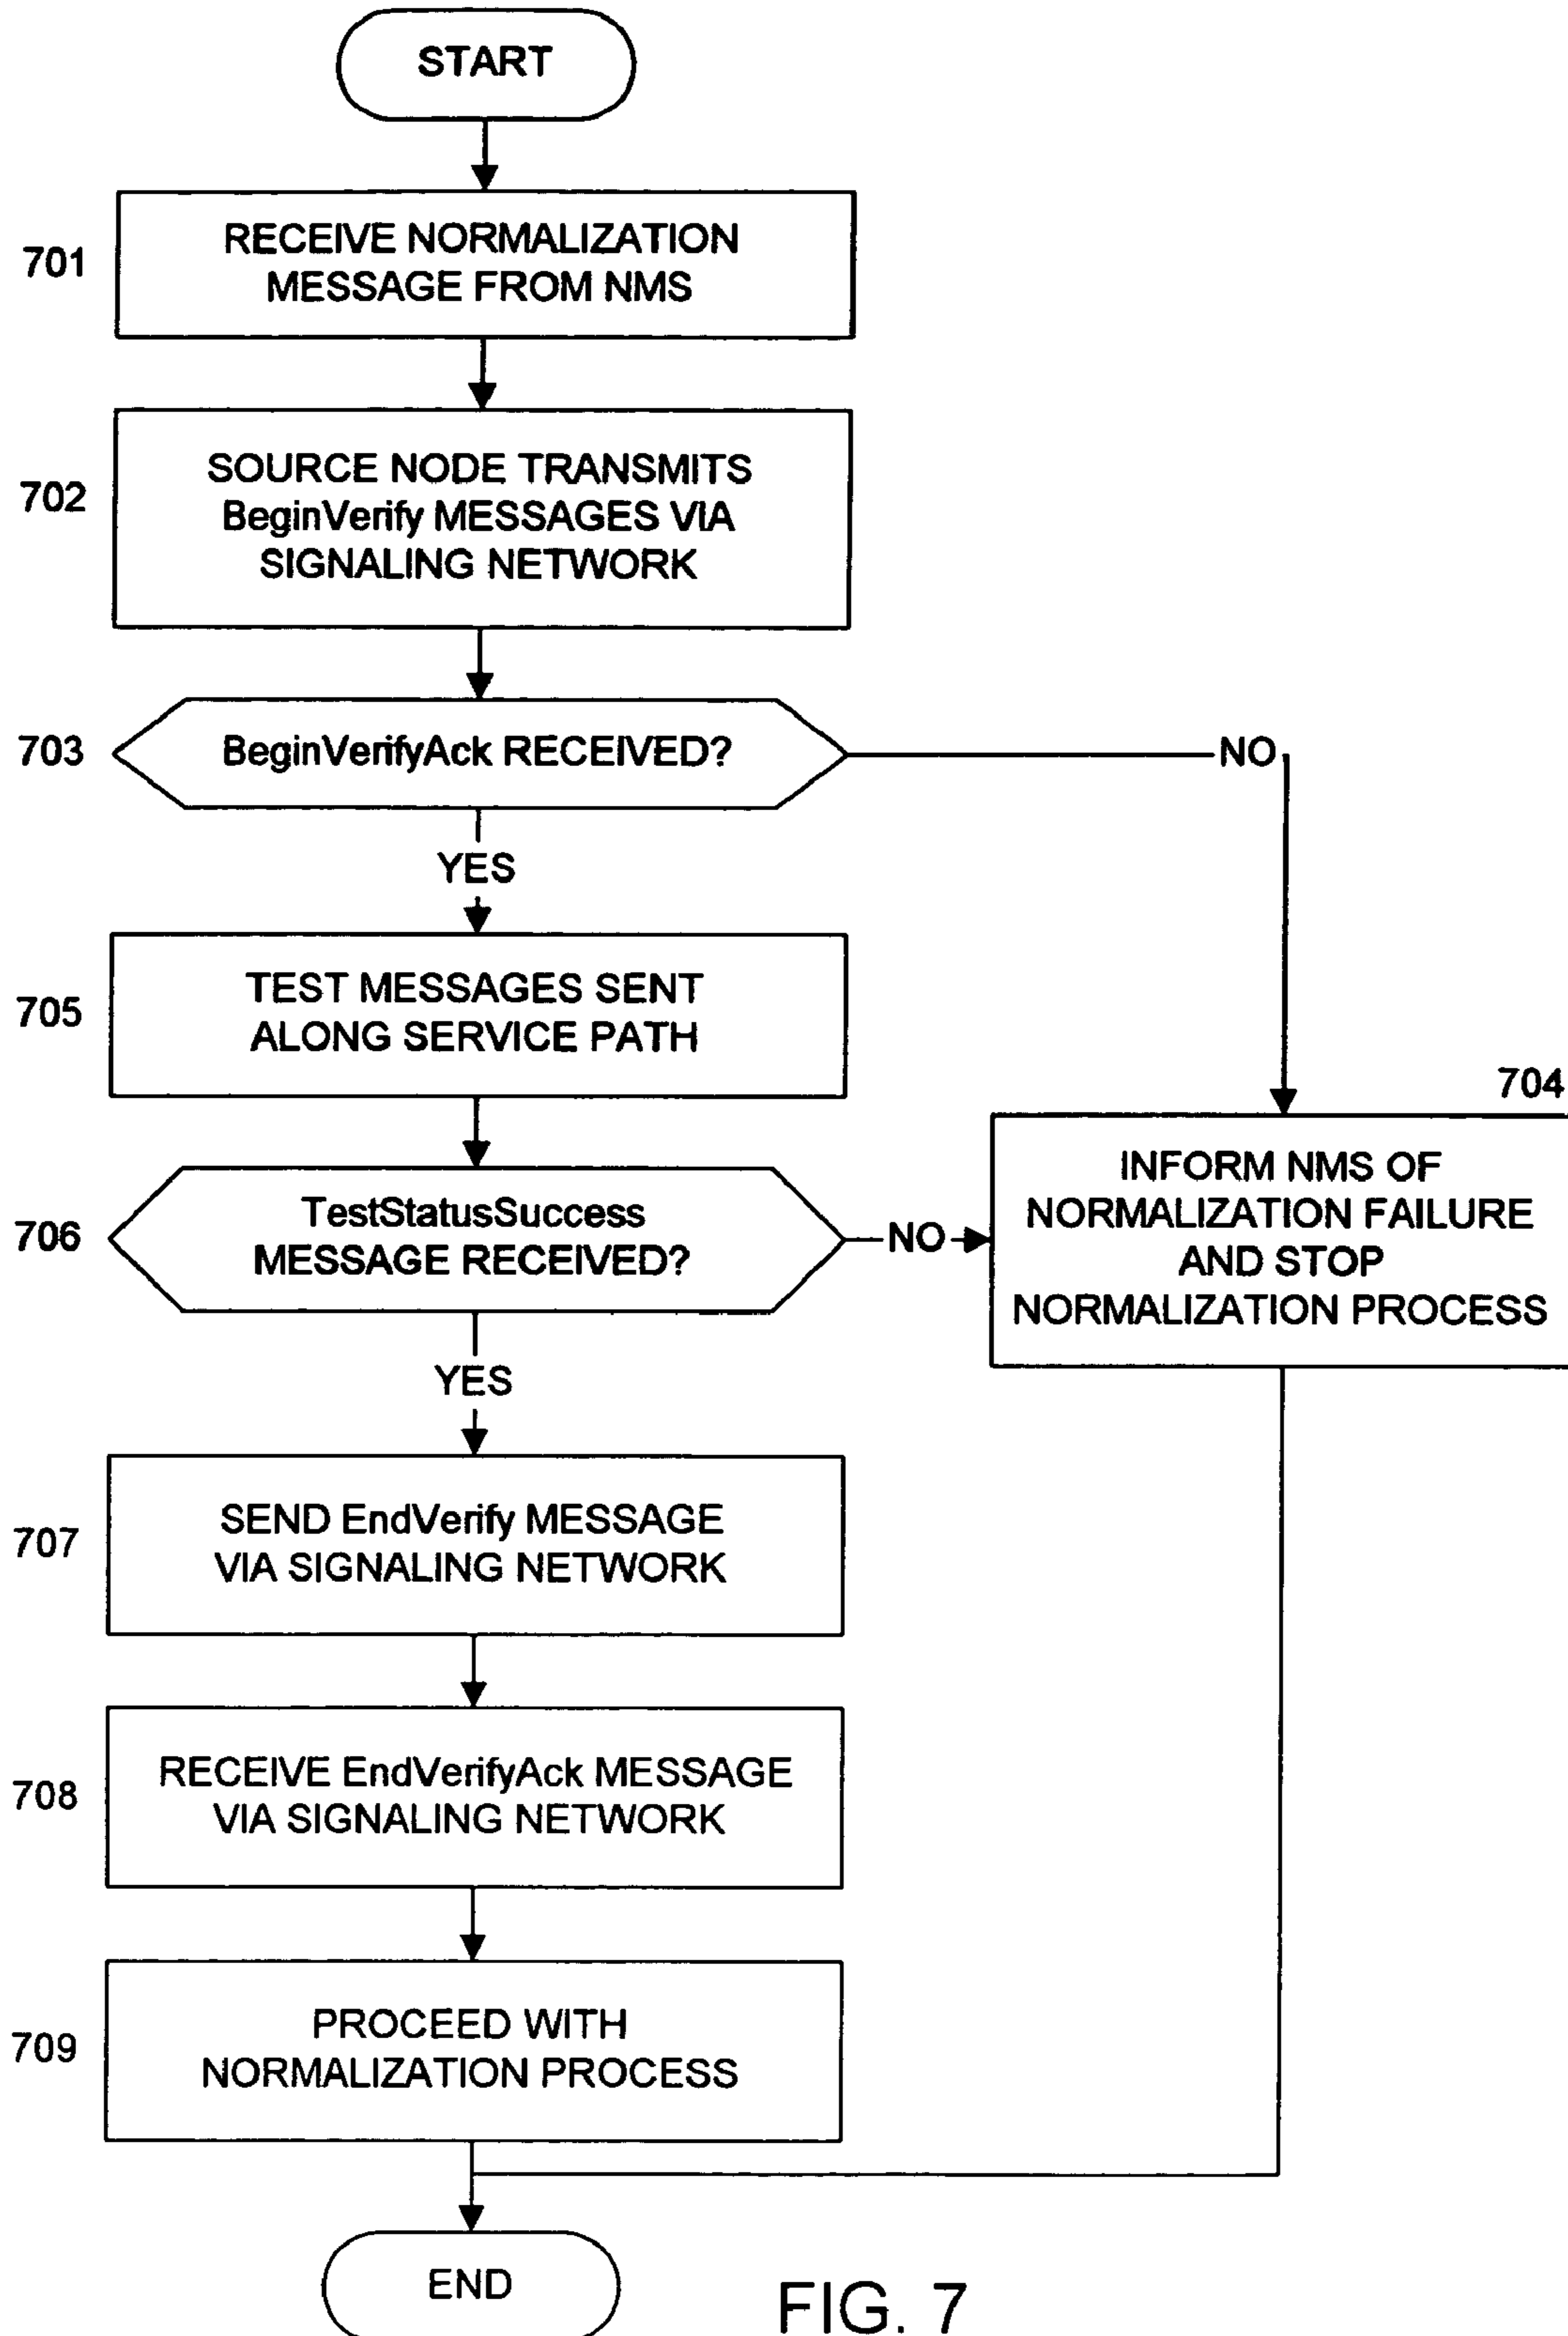 START
701
RECEIVE NORMALIZATION
MESSAGE FROM NMS
702
SOURCE NODE TRANSMITS
BeginVerify MESSAGES VIA
SIGNALING NETWORK
703
BeginVerifyAck RECEIVED?
NO
YES
705
TEST MESSAGES SENT
ALONG SERVICE PATH
704
INFORM NMS OF
NORMALIZATION FAILURE
AND STOP
NORMALIZATION PROCESS
706
TestStatusSuccess
MESSAGE RECEIVED?
NO
YES
707
SEND EndVerify MESSAGE
VIA SIGNALING NETWORK
708
RECEIVE EndVerifyAck MESSAGE
VIA SIGNALING NETWORK
709
PROCEED WITH
NORMALIZATION PROCESS
END
FIG. 7